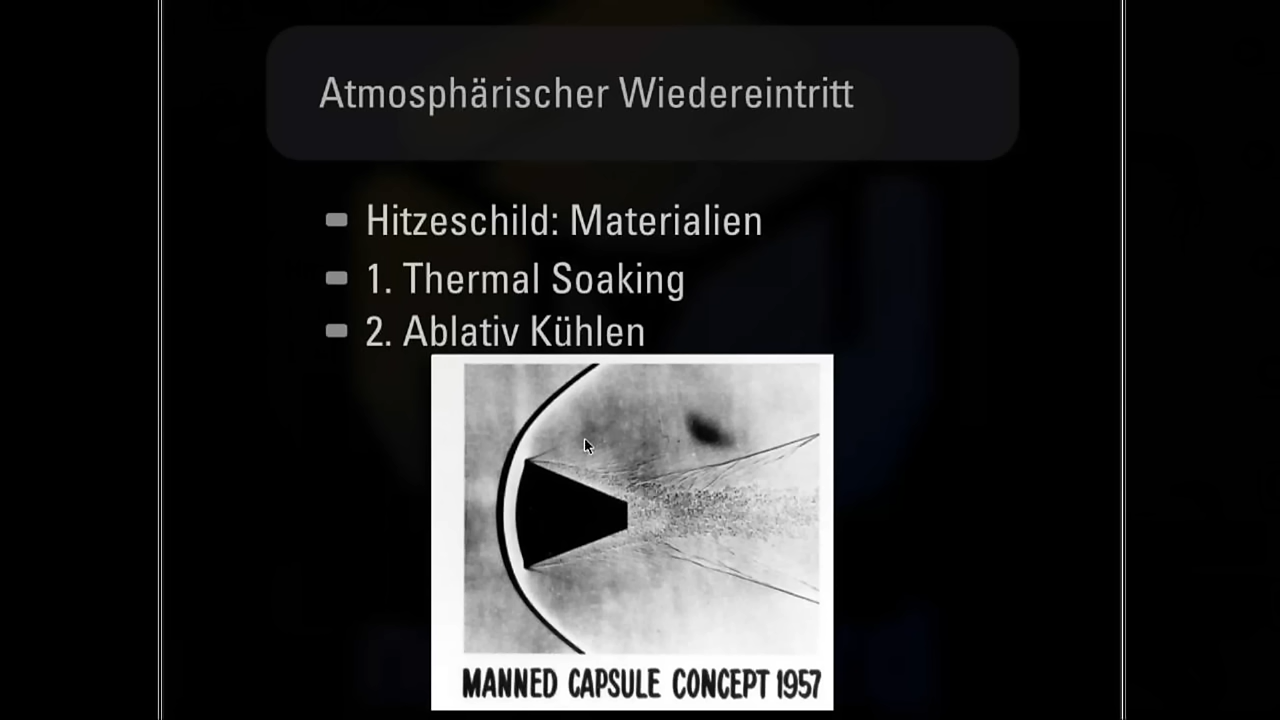 Atmosphärischer Wiedereintritt
Hitzeschild: Materialien
1. Thermal Soaking
2. Ablativ Kühlen
MANNED CAPSULE CONCEPT 1957